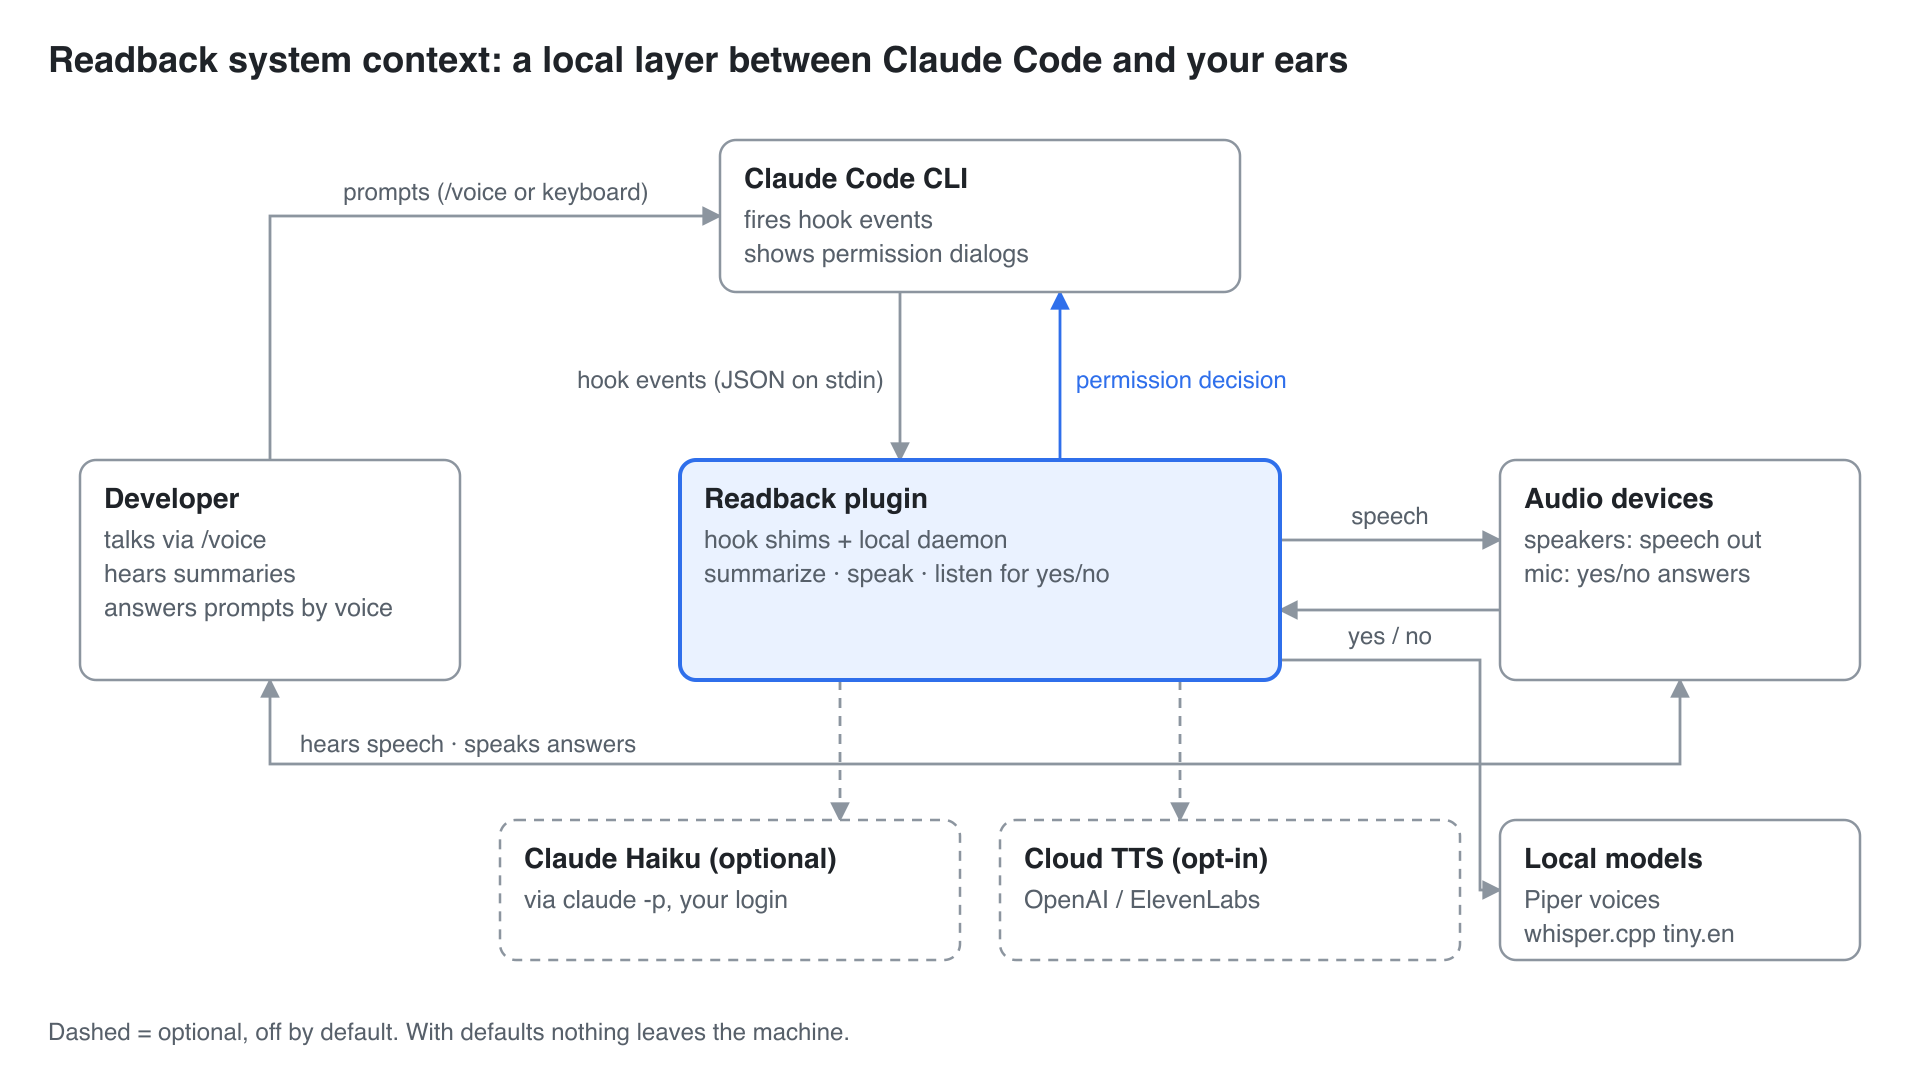 Readback system context: a local layer between Claude Code and your ears
prompts (/voice or keyboard)
Claude Code CLI
fires hook events
shows permission dialogs
hook events (JSON on stdin)
permission decision
Developer
talks via /voice
hears summaries
answers prompts by voice
Readback plugin
hook shims + local daemon
summarize · speak · listen for yes/no
speech
yes / no
Audio devices
speakers: speech out
mic: yes/no answers
hears speech · speaks answers
Claude Haiku (optional)
via claude -p, your login
Cloud TTS (opt-in)
OpenAI / ElevenLabs
Local models
Piper voices
whisper.cpp tiny.en
Dashed = optional, off by default. With defaults nothing leaves the machine.